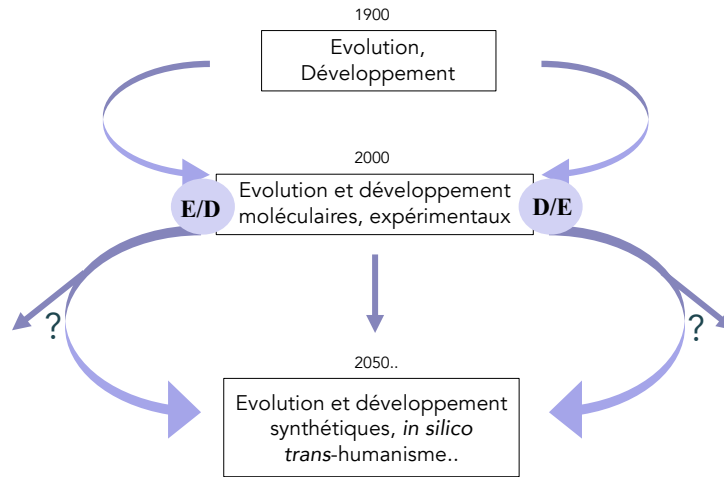 1900
Evolution,
Développement
2000
E/D
Evolution et développement
moléculaires, expérimentaux
D/E
?
?
2050..
Evolution et développement
synthétiques, in silico
trans-humanisme..